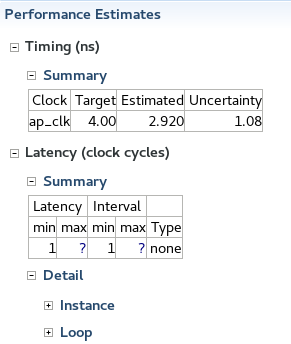 Performance Estimates
Timing (ns)
Summary
Clock Target Estimated Uncertainty
ap_clk 4.00 2.920 1.08
Latency (clock cycles)
Summary
Latency Interval
min max min max Type
1 ? 1 ? none
Detail
Instance
Loop